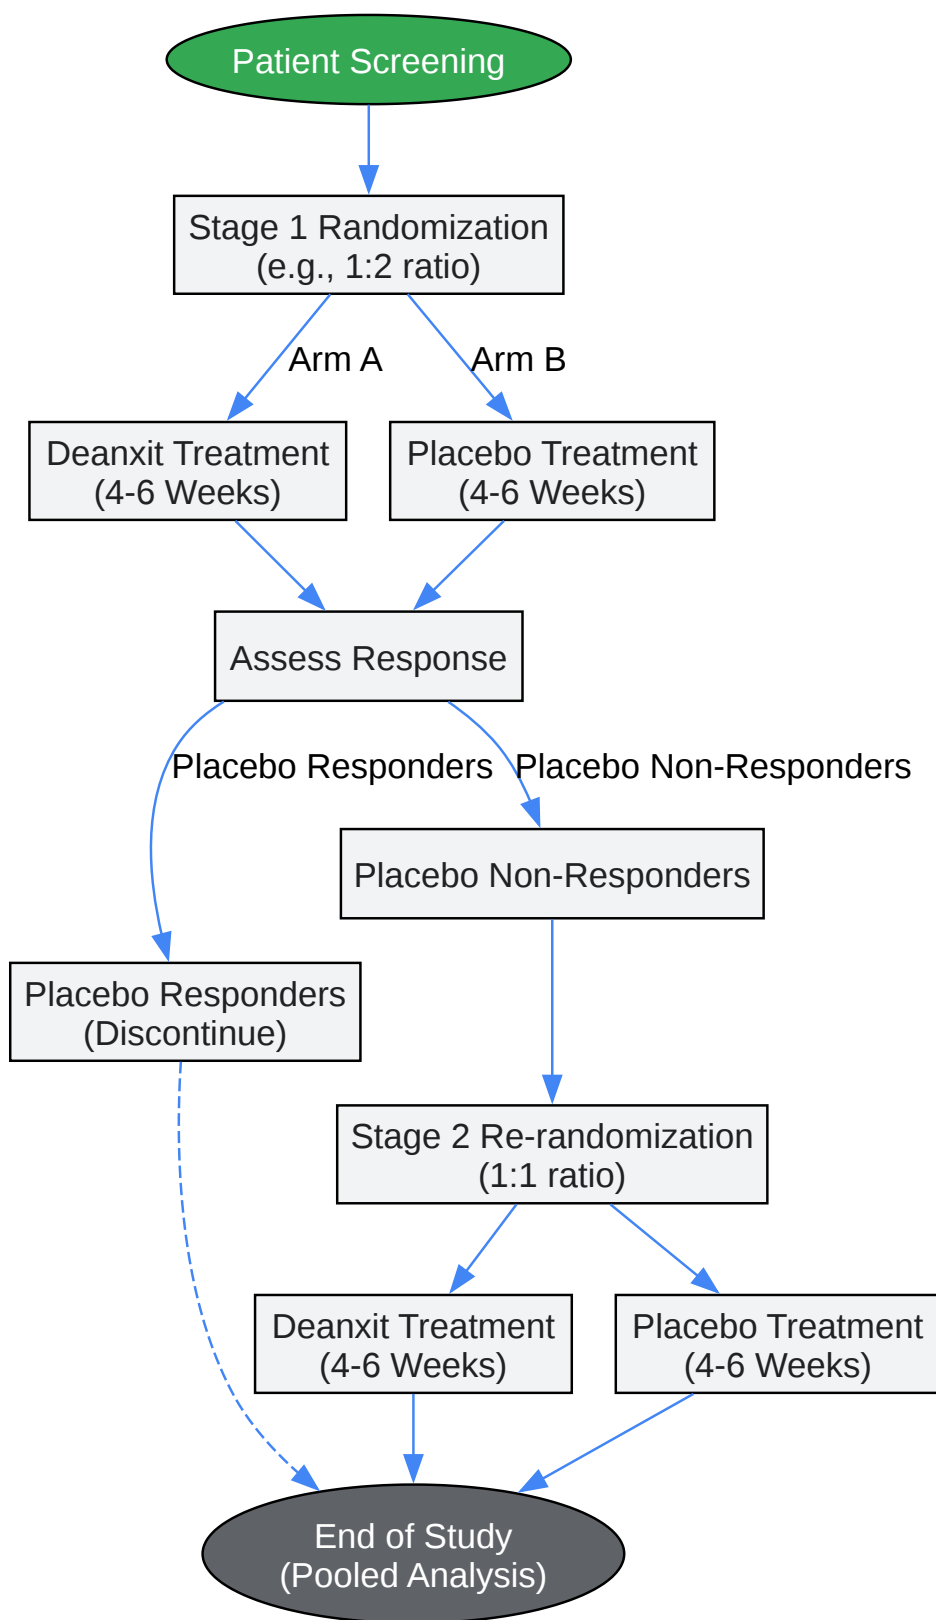 Patient Screening
Stage 1 Randomization
(e.g., 1:2 ratio)
Arm A
Arm B
Deanxit Treatment
(4-6 Weeks)
Placebo Treatment
(4-6 Weeks)
Assess Response
Placebo Responders
Placebo Non-Responders
Placebo Non-Responders
Placebo Responders
(Discontinue)
Stage 2 Re-randomization
(1:1 ratio)
Deanxit Treatment
(4-6 Weeks)
Placebo Treatment
(4-6 Weeks)
End of Study
(Pooled Analysis)